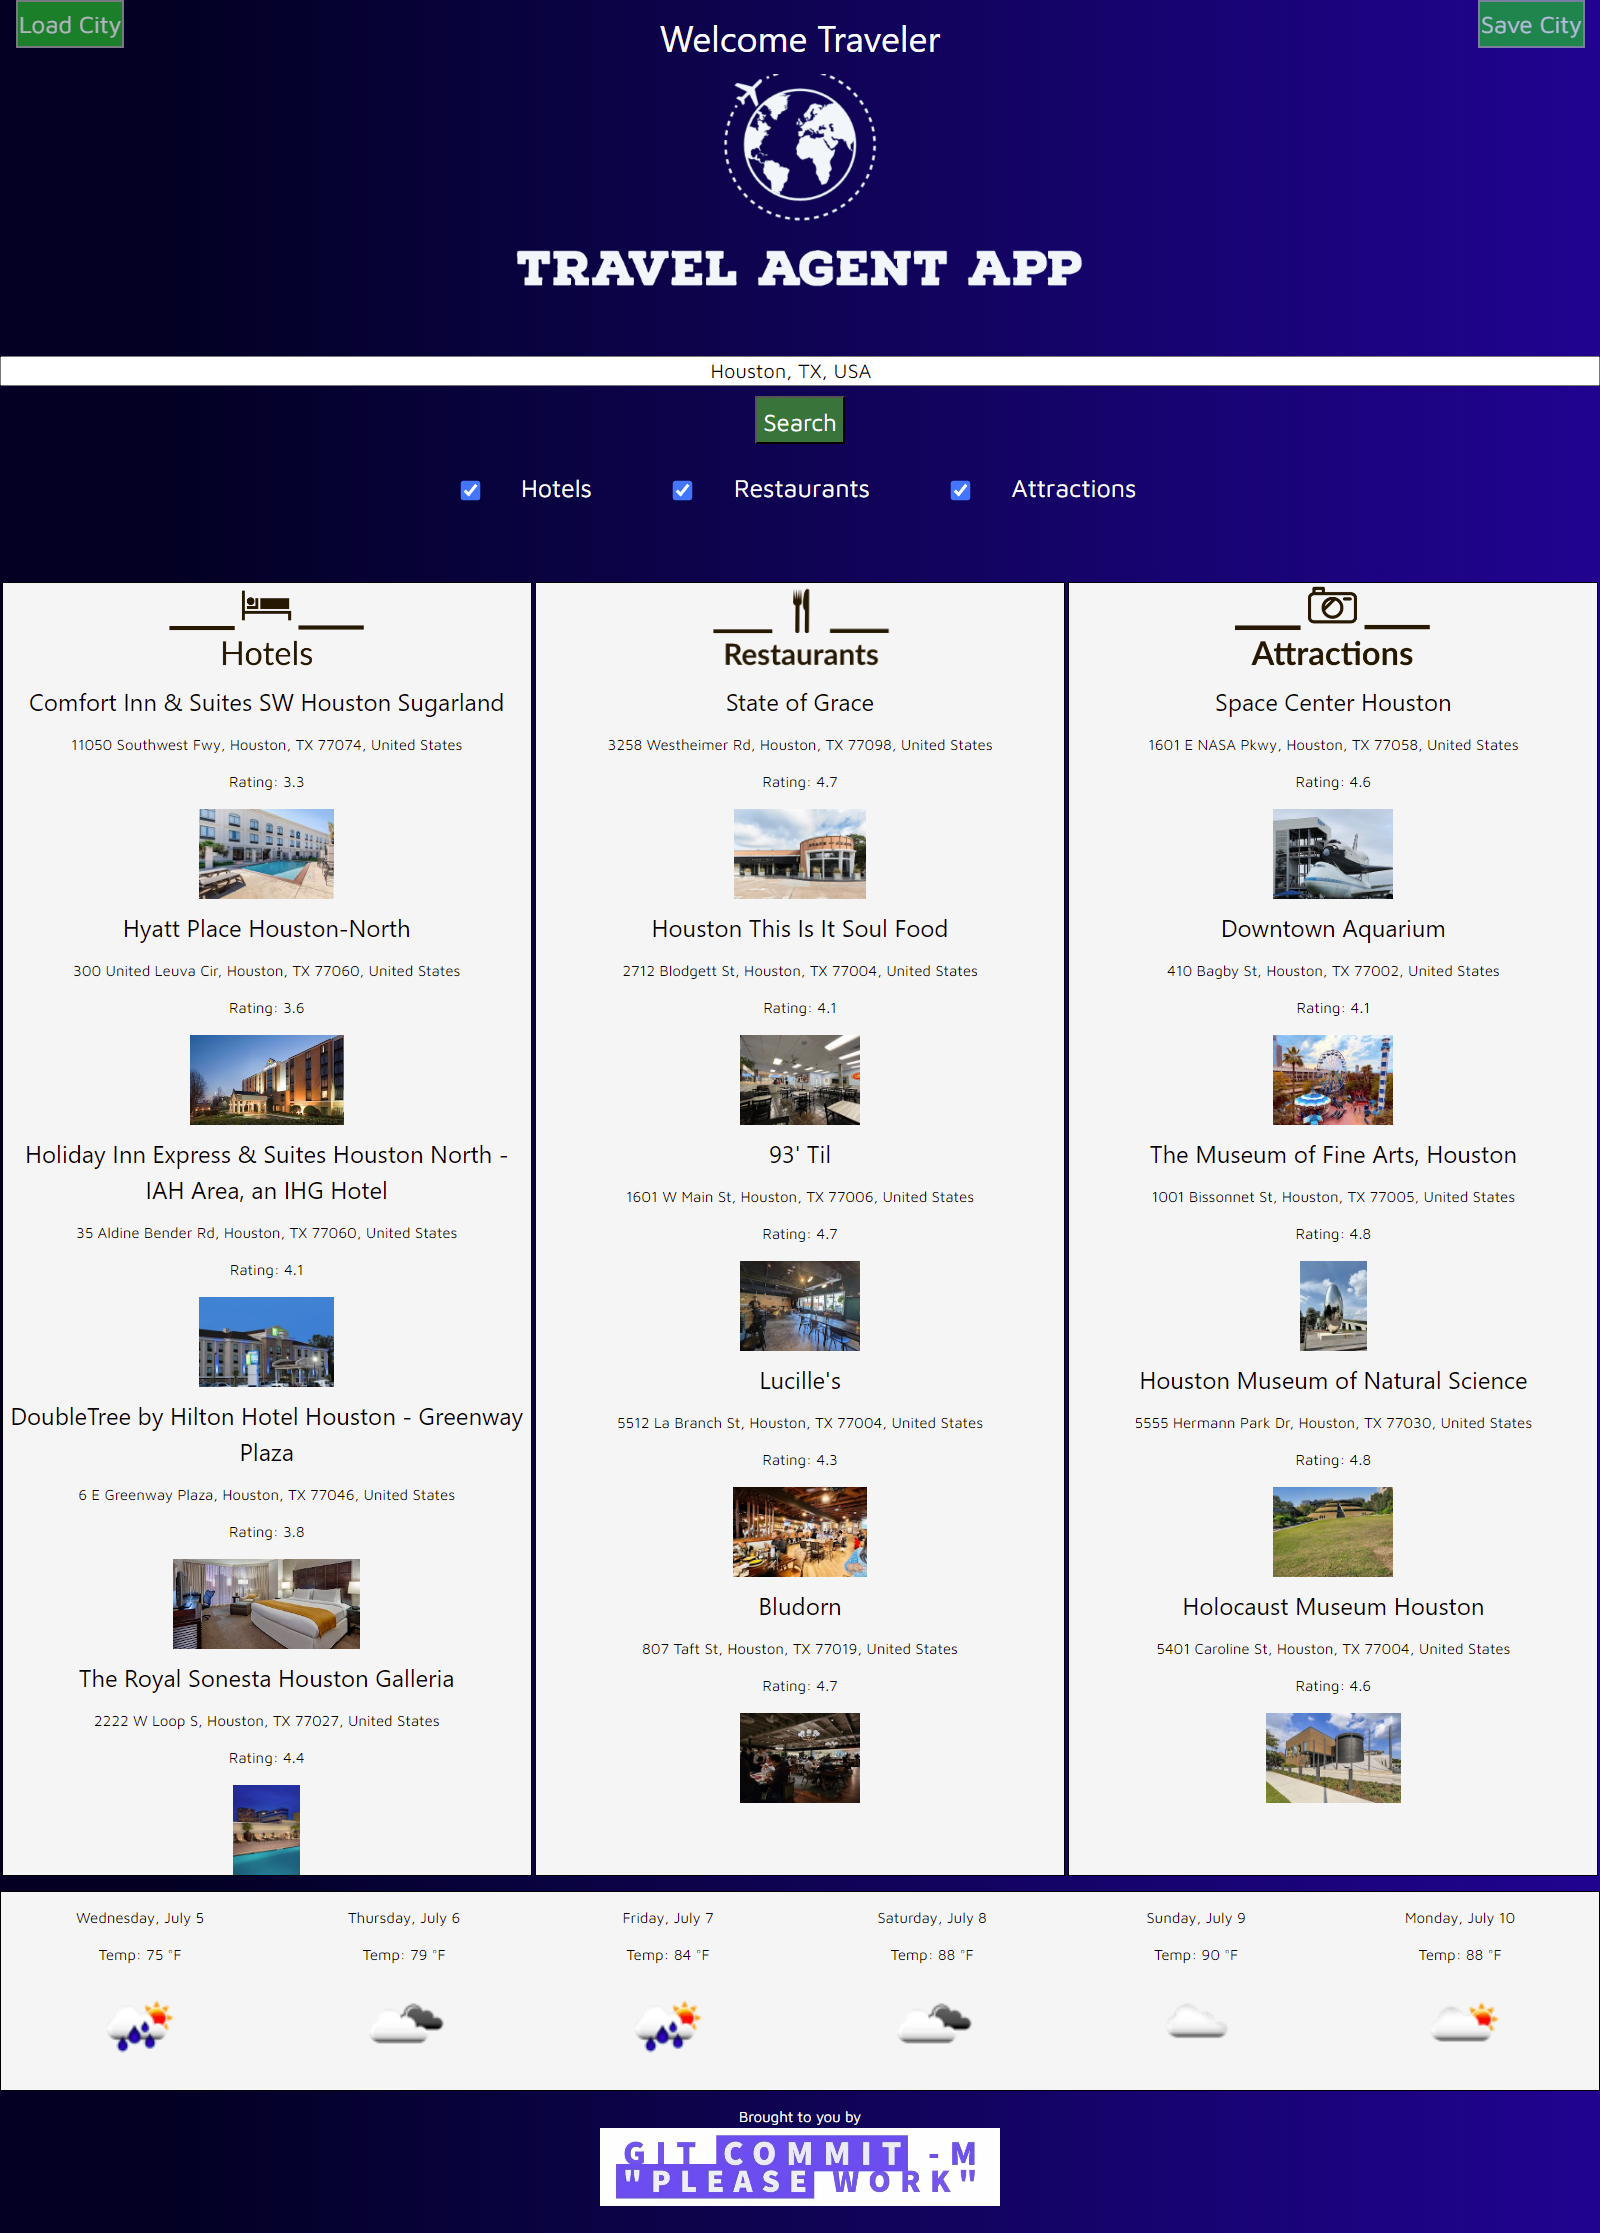 Load City
Save City
Welcome Traveler
TRAVEL AGENT APP
Houston, TX, USA
Search
Hotels
Restaurants
Attractions
Hotels
Comfort Inn & Suites SW Houston Sugarland
11050 Southwest Fwy, Houston, TX 77074, United States
Rating: 3.3
Hyatt Place Houston-North
300 United Leuva Cir, Houston, TX 77060, United States
Rating: 3.6
Holiday Inn Express & Suites Houston North -
IAH Area, an IHG Hotel
35 Aldine Bender Rd, Houston, TX 77060, United States
Rating: 4.1
DoubleTree by Hilton Hotel Houston - Greenway
Plaza
6 E Greenway Plaza, Houston, TX 77046, United States
Rating: 3.8
The Royal Sonesta Houston Galleria
2222 W Loop S, Houston, TX 77027, United States
Rating: 4.4
Restaurants
State of Grace
3258 Westheimer Rd, Houston, TX 77098, United States
Rating: 4.7
Houston This Is It Soul Food
2712 Blodgett St, Houston, TX 77004, United States
Rating: 4.1
93' Til
1601 W Main St, Houston, TX 77006, United States
Rating: 4.7
Lucille's
5512 La Branch St, Houston, TX 77004, United States
Rating: 4.3
Bludorn
807 Taft St, Houston, TX 77019, United States
Rating: 4.7
Attractions
Space Center Houston
1601 E NASA Pkwy, Houston, TX 77058, United States
Rating: 4.6
Downtown Aquarium
410 Bagby St, Houston, TX 77002, United States
Rating: 4.1
The Museum of Fine Arts, Houston
1001 Bissonnet St, Houston, TX 77005, United States
Rating: 4.8
Houston Museum of Natural Science
5555 Hermann Park Dr, Houston, TX 77030, United States
Rating: 4.8
Holocaust Museum Houston
5401 Caroline St, Houston, TX 77004, United States
Rating: 4.6
Wednesday, July 5
Temp: 75 °F
Thursday, July 6
Temp: 79 °F
Friday, July 7
Temp: 84 °F
Saturday, July 8
Temp: 88 °F
Sunday, July 9
Temp: 90 °F
Monday, July 10
Temp: 88 °F
Brought to you by
GIT COMMIT -M
"PLEASE WORK"